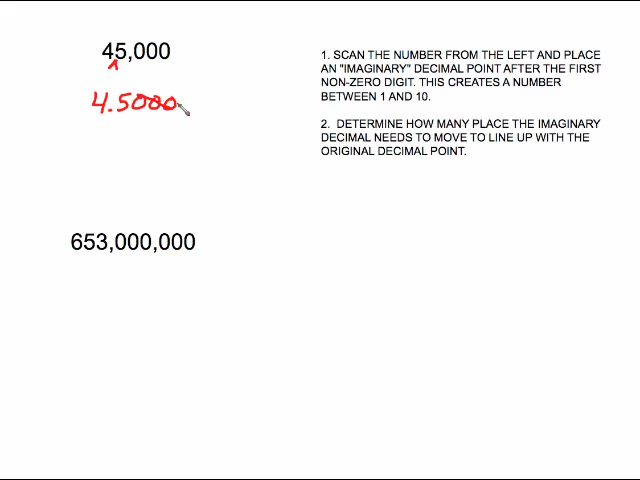 45,000
4.5000
653,000,000
1. SCAN THE NUMBER FROM THE LEFT AND PLACE
AN "IMAGINARY" DECIMAL POINT AFTER THE FIRST
NON-ZERO DIGIT. THIS CREATES A NUMBER
BETWEEN 1 AND 10.
2. DETERMINE HOW MANY PLACE THE IMAGINARY
DECIMAL NEEDS TO MOVE TO LINE UP WITH THE
ORIGINAL DECIMAL POINT.